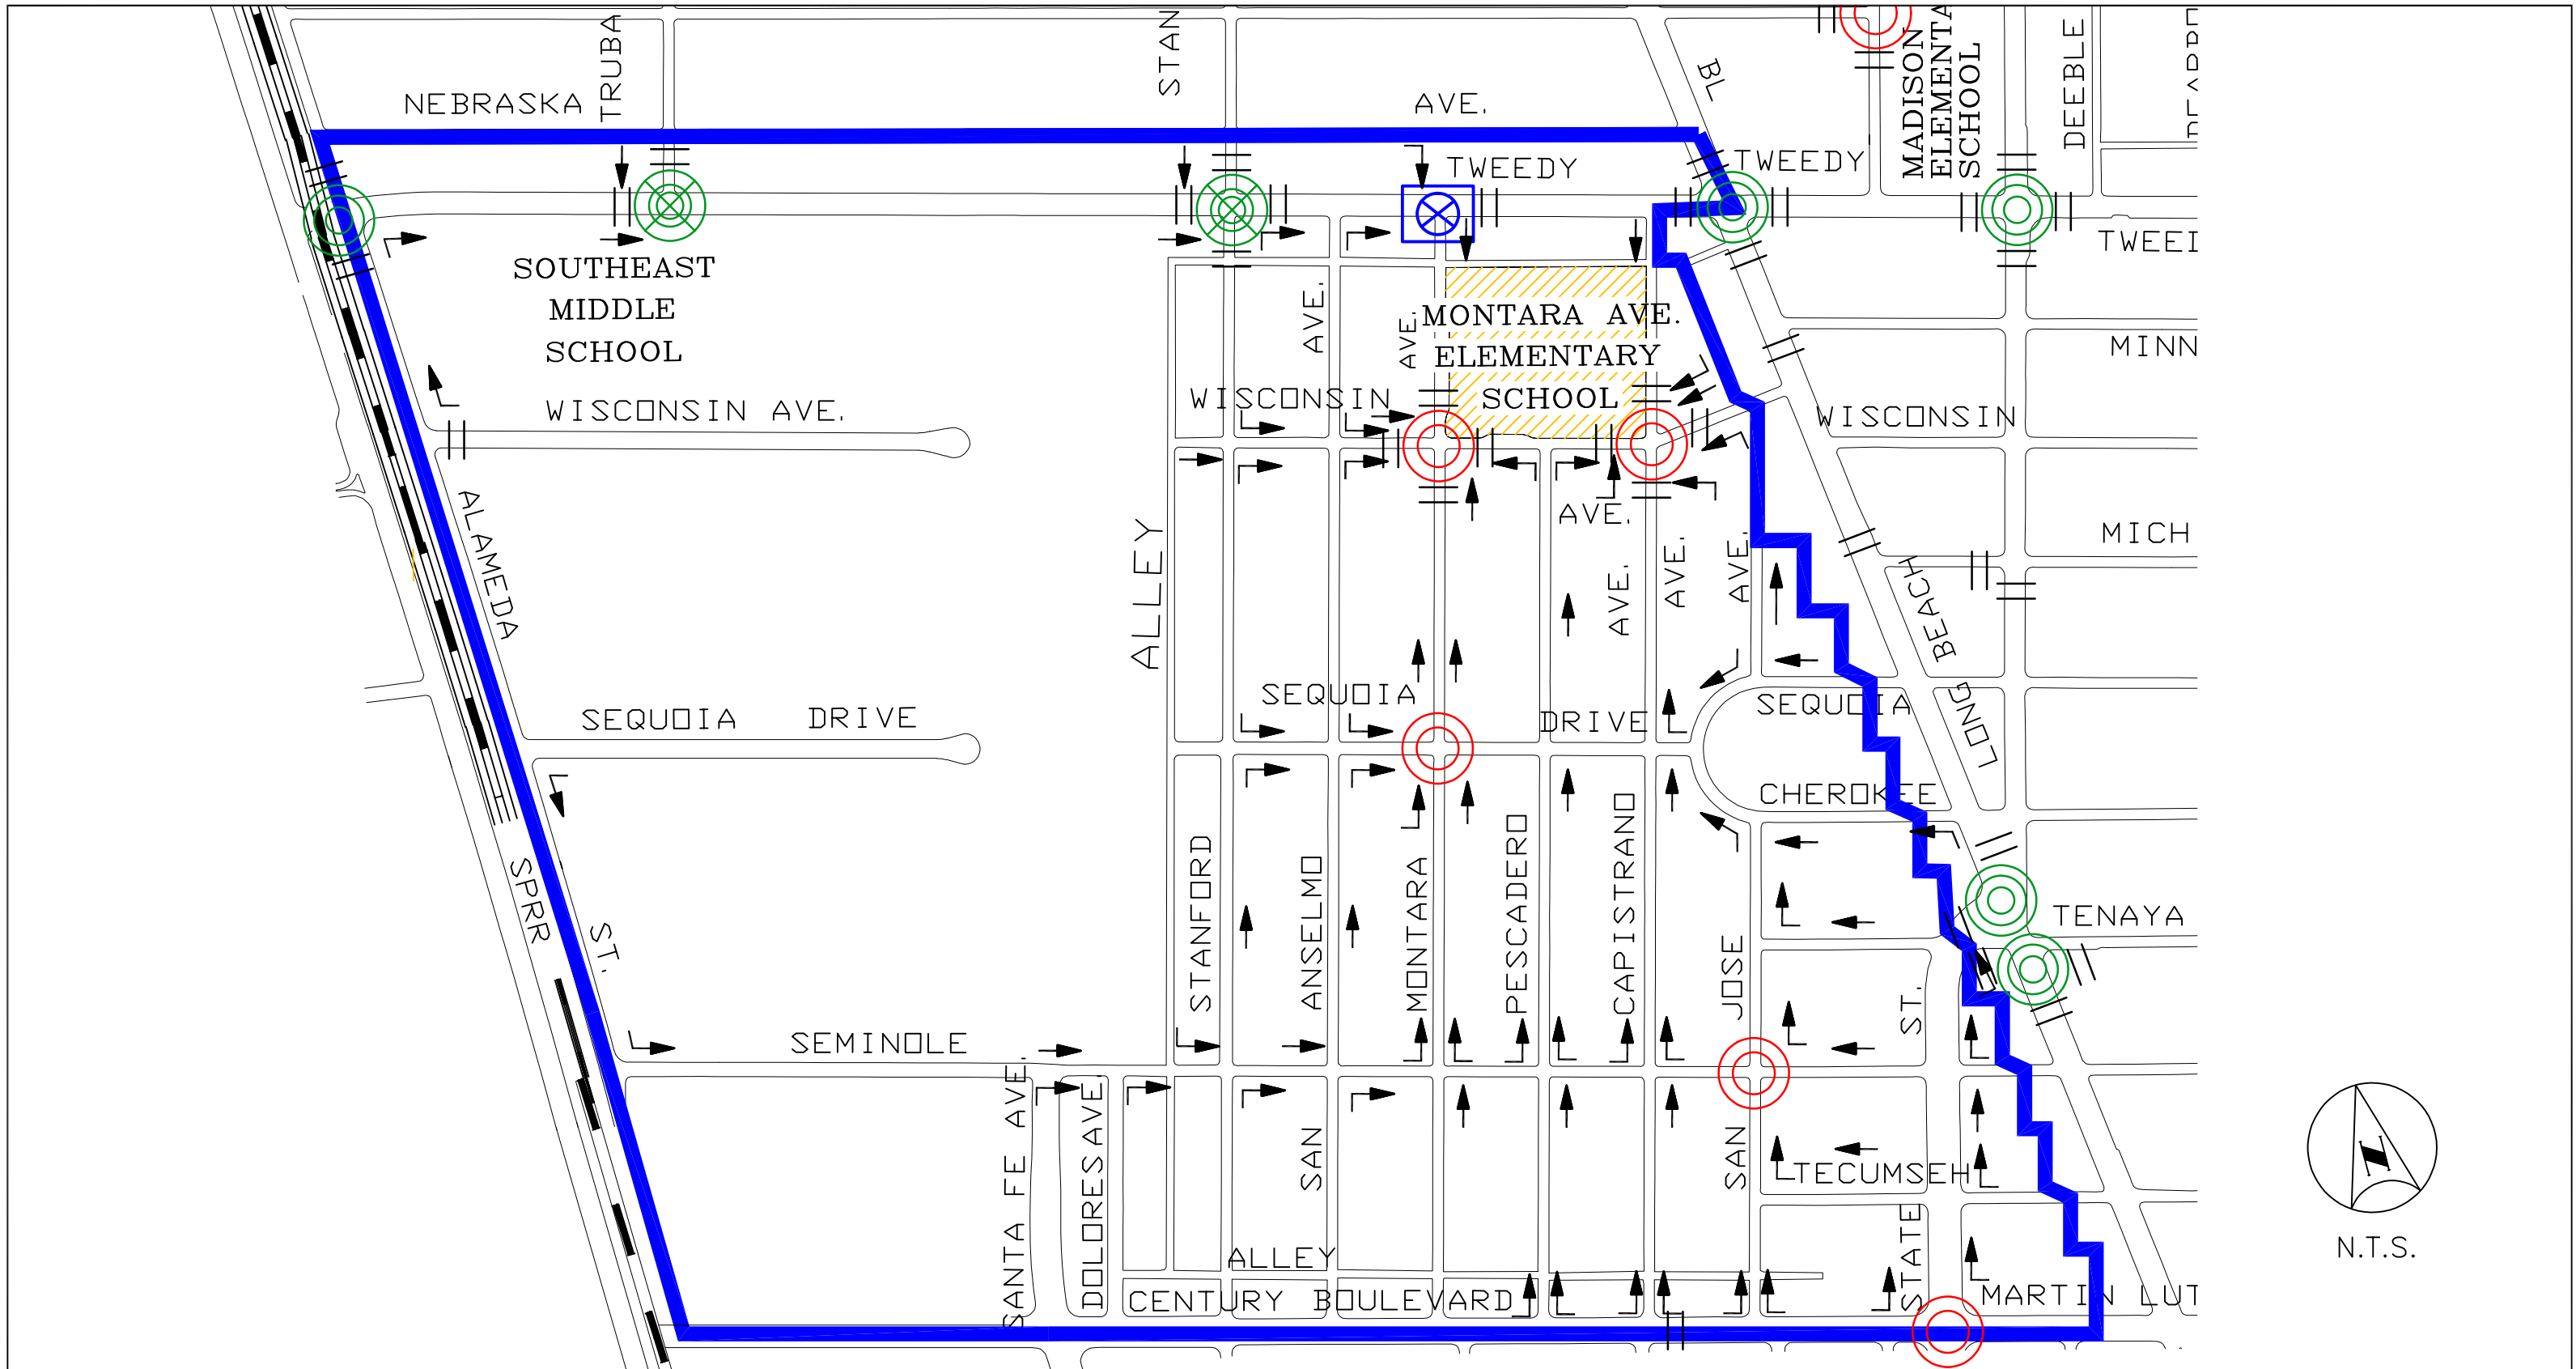 TRUBA
STAN
BL
MADISON
ELEMENTA
SCHOOL
DEEBLE
NEBRASKA
AVE.
TWEEDY
TWEEDY
SOUTHEAST
MIDDLE
SCHOOL
AVE.
AVE.
MONTARA AVE.
ELEMENTARY
SCHOOL
MINN
WISCONSIN AVE.
WISCONSIN
WISCONSIN
AVE.
MICH
ALAMEDA
ALLEY
AVE.
AVE.
AVE.
BEACH
LONG
SEQUOIA DRIVE
SEQUOIA
DRIVE
SEQUOIA
CHEROKEE
SPRR
ST.
STANFORD
ANSELMO
MONTARA
PESCADERO
CAPISTRANO
JOSE
ST.
TENAYA
SEMINOLE
SANTA FE AVE.
DOLORES AVE.
SAN
SAN
TECUMSEH
STATE
ALLEY
CENTURY BOULEVARD
MARTIN LUT
N
N.T.S.